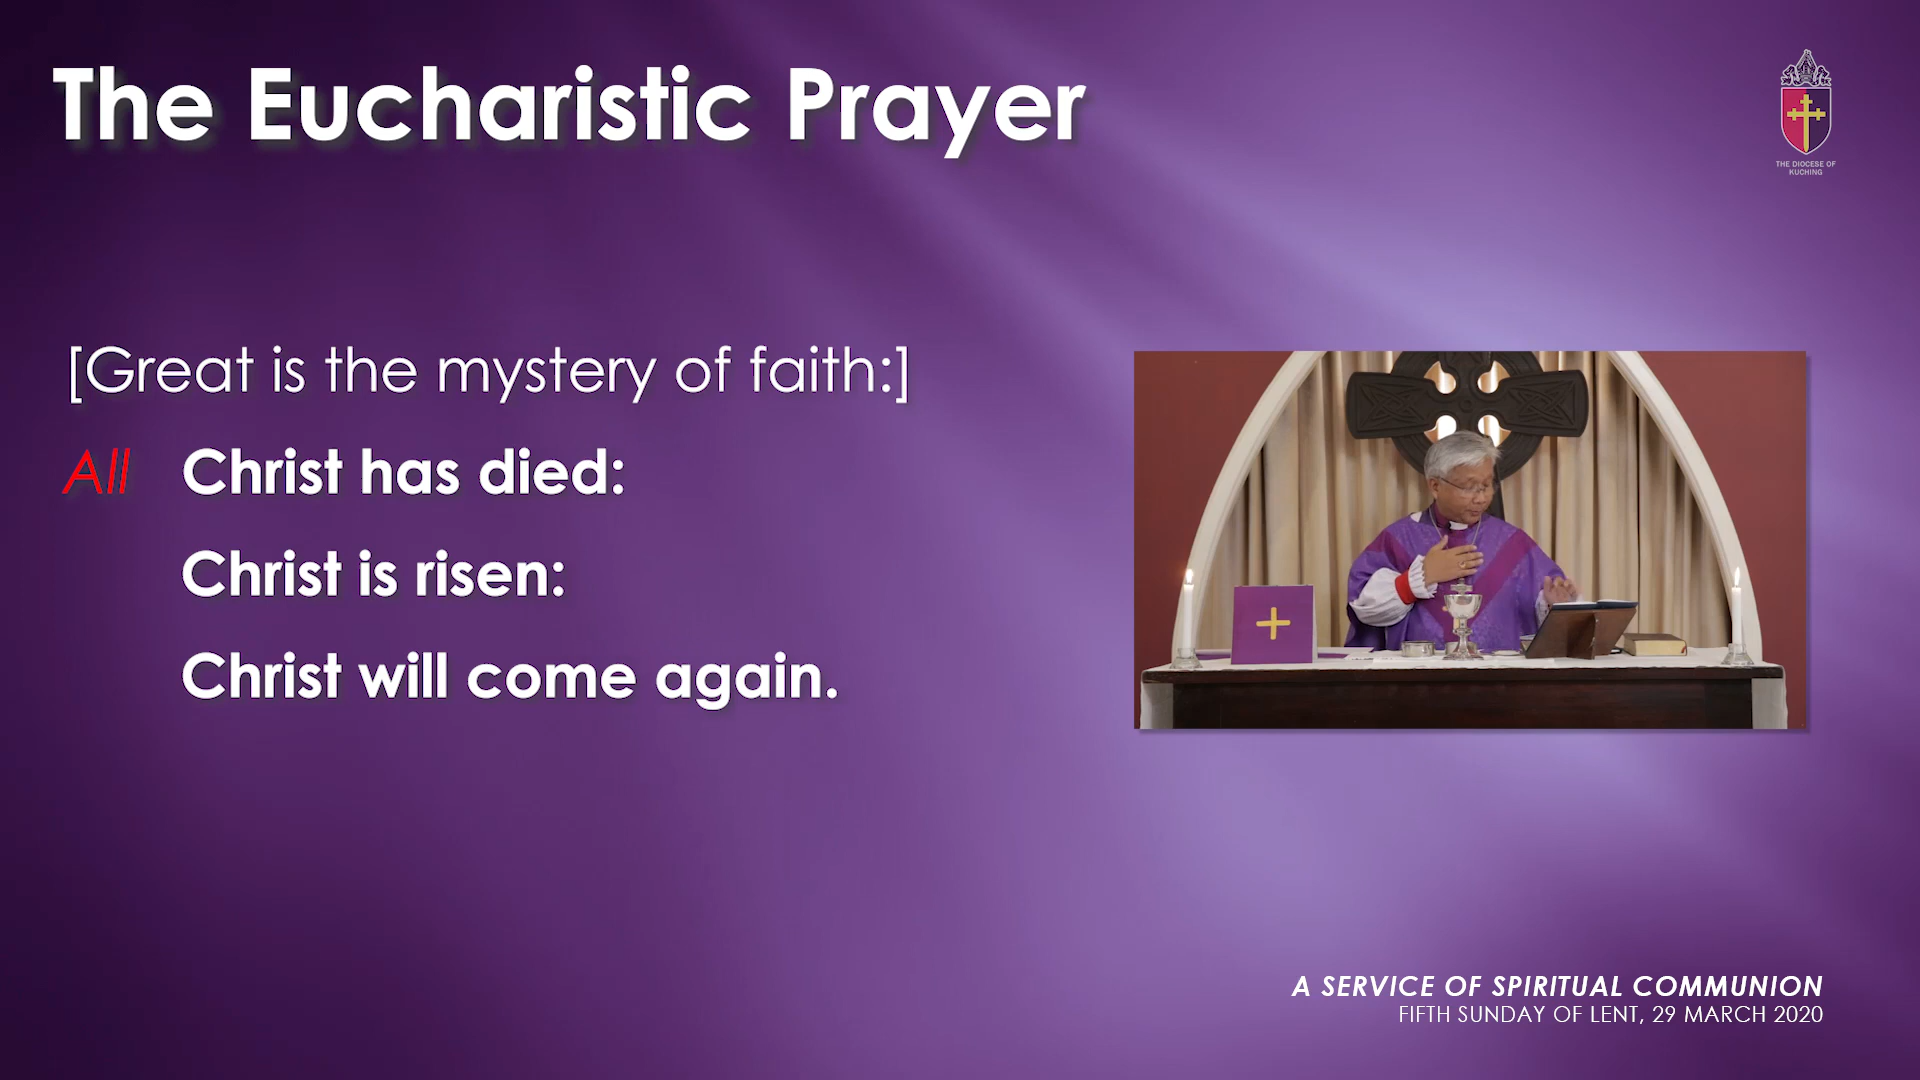 The Eucharistic Prayer
THE DIOCESE OF
KUCHING
[Great is the mystery of faith:]
All Christ has died:
Christ is risen:
Christ will come again.
A SERVICE OF SPIRITUAL COMMUNION
FIFTH SUNDAY OF LENT, 29 MARCH 2020